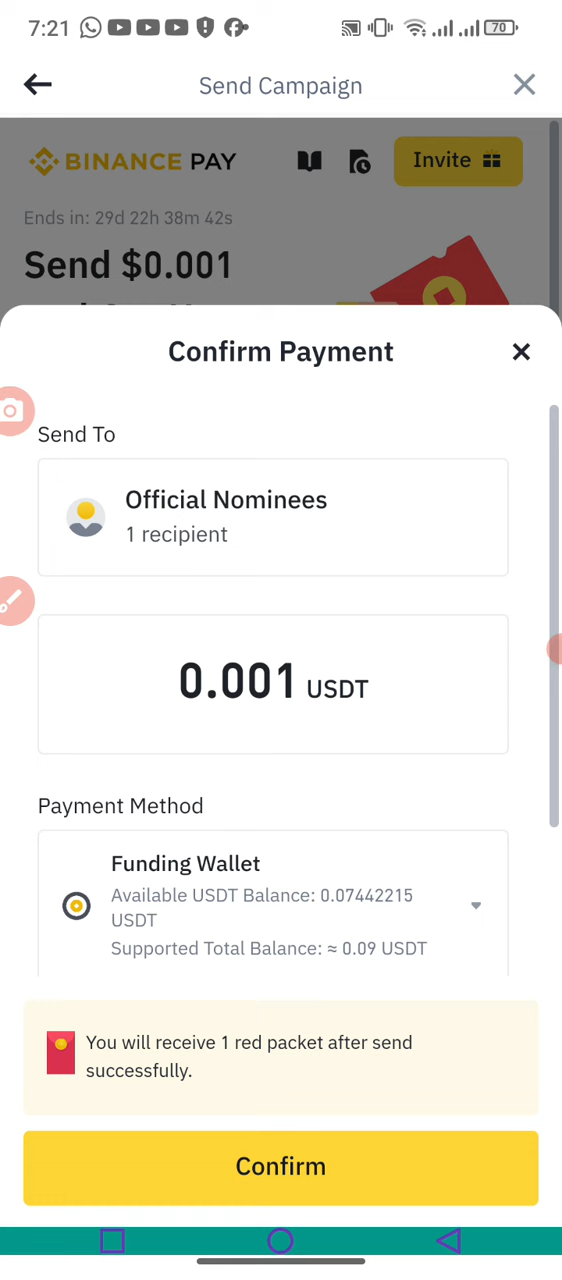 7:21
70
Send Campaign
BINANCE PAY
Invite
Ends in: 29d 22h 38m 42s
Send $0.001
Confirm Payment
Send To
Official Nominees
1 recipient
0.001 USDT
Payment Method
Funding Wallet
Available USDT Balance: 0.07442215
USDT
Supported Total Balance: ≈ 0.09 USDT
You will receive 1 red packet after send
successfully.
Confirm